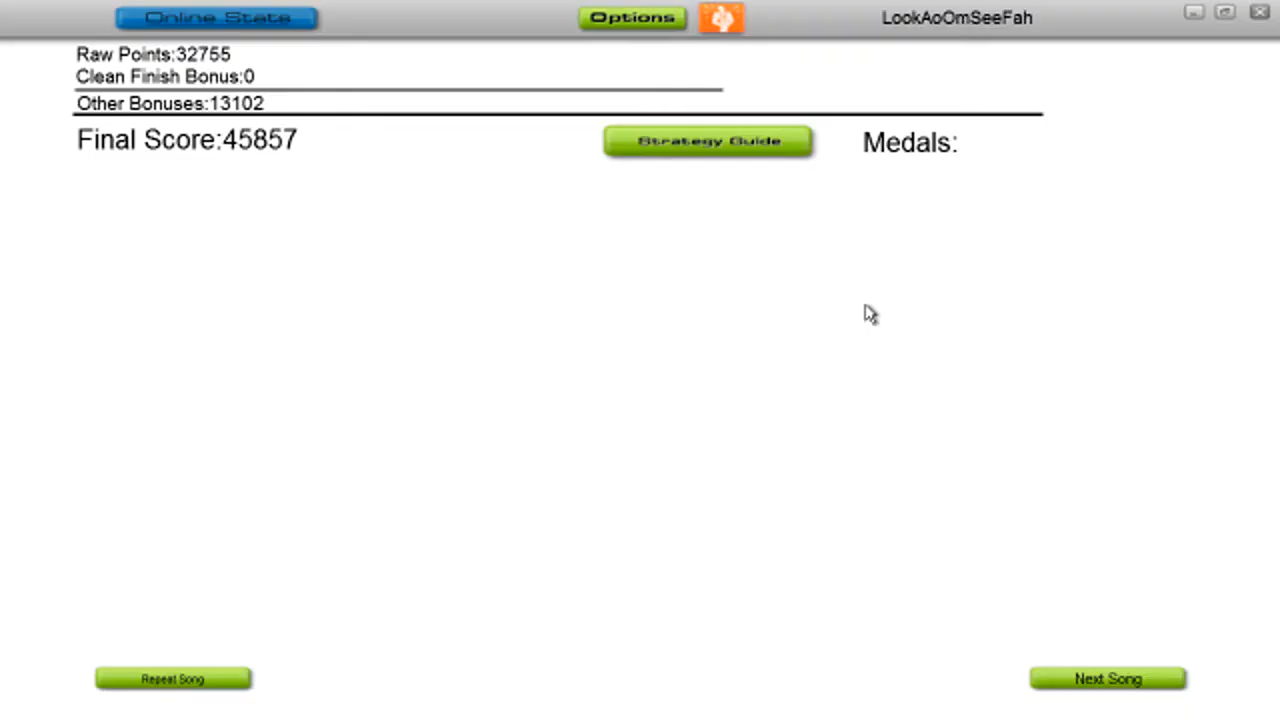 Online Stats Options LookAoOmSeeFah
Raw Points:32755
Clean Finish Bonus:0
Other Bonuses:13102
Final Score:45857 Strategy Guide Medals:
Repeat Song Next Song